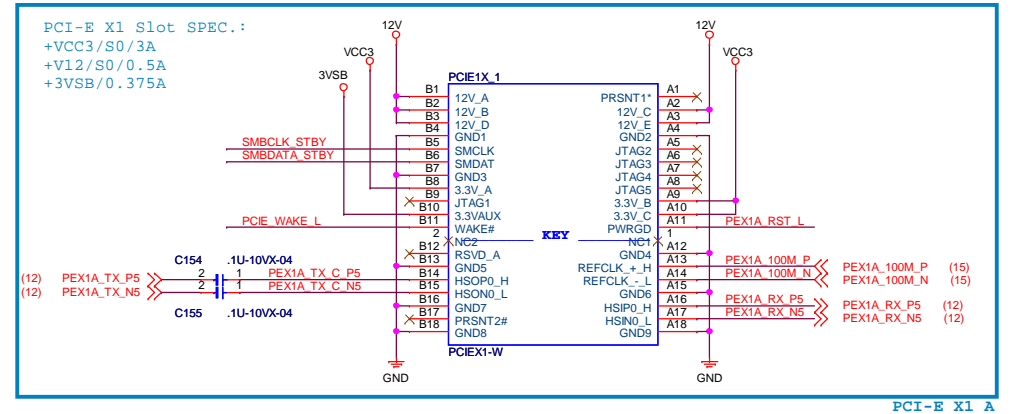 PCI-E X1 Slot SPEC.:
+VCC3/S0/3A
+V12/S0/0.5A
+3VSB/0.375A
12V
VCC3
3VSB
12V
VCC3
PCIE1X_1
B1 12V_A PRSNT1* A1
B2 12V_B 12V_C A2
B3 12V_D 12V_E A3
B4 GND1 GND2 A4
SMBCLK_STBY B5 SMCLK JTAG2 A5
SMBDATA_STBY B6 SMDAT JTAG3 A6
B7 GND3 JTAG4 A7
B8 3.3V_A JTAG5 A8
B9 JTAG1 3.3V_B A9
B10 3.3VAUX 3.3V_C A10
PCIE_WAKE_L B11 WAKE# PWRGD A11 PEX1A_RST_L
2 NC2 KEY NC1 1
B12 RSVD_A GND4 A12
C154 B13 GND5 REFCLK_+_H A13 PEX1A_100M_P PEX1A_100M_P (15)
.1U-10VX-04
(12) PEX1A_TX_P5 2 1 PEX1A_TX_C_P5 B14 HSOP0_H REFCLK_-_L A14 PEX1A_100M_N PEX1A_100M_N (15)
(12) PEX1A_TX_N5 2 1 PEX1A_TX_C_N5 B15 HSON0_L GND6 A15
B16 GND7 HSIP0_H A16 PEX1A_RX_P5 PEX1A_RX_P5 (12)
C155 .1U-10VX-04 B17 PRSNT2# HSIN0_L A17 PEX1A_RX_N5 PEX1A_RX_N5 (12)
B18 GND8 GND9 A18
PCIEX1-W
GND
GND
PCI-E X1 A